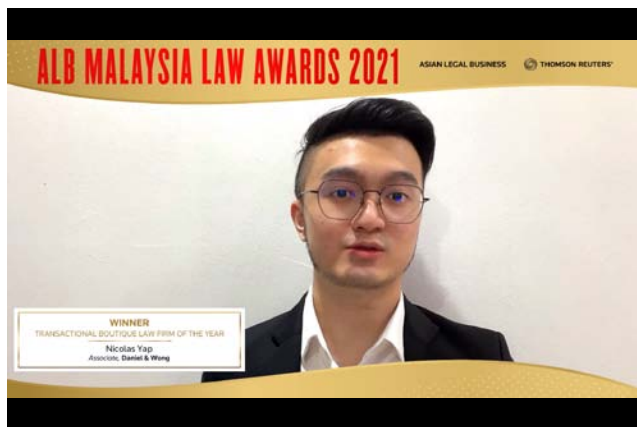 ALB MALAYSIA LAW AWARDS 2021
ASIAN LEGAL BUSINESS
THOMSON REUTERS®
WINNER
TRANSACTIONAL BOUTIQUE LAW FIRM OF THE YEAR
Nicolas Yap
Associate, Daniel & Wong